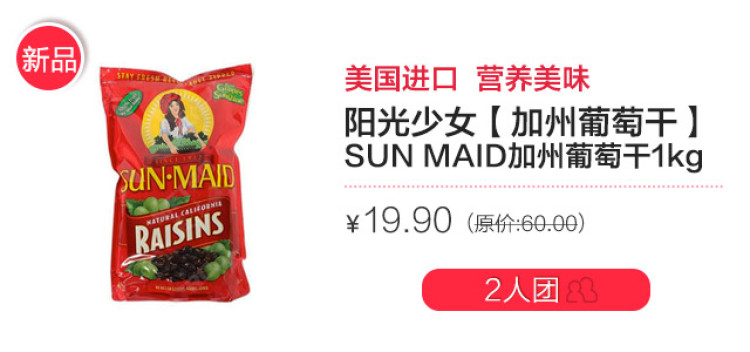 新品
美国进口 营养美味
阳光少女【加州葡萄干】
SUN MAID加州葡萄干1kg
¥19.90（原价:60.00）
2人团
SUN·MAID
NATURAL CALIFORNIA
RAISINS